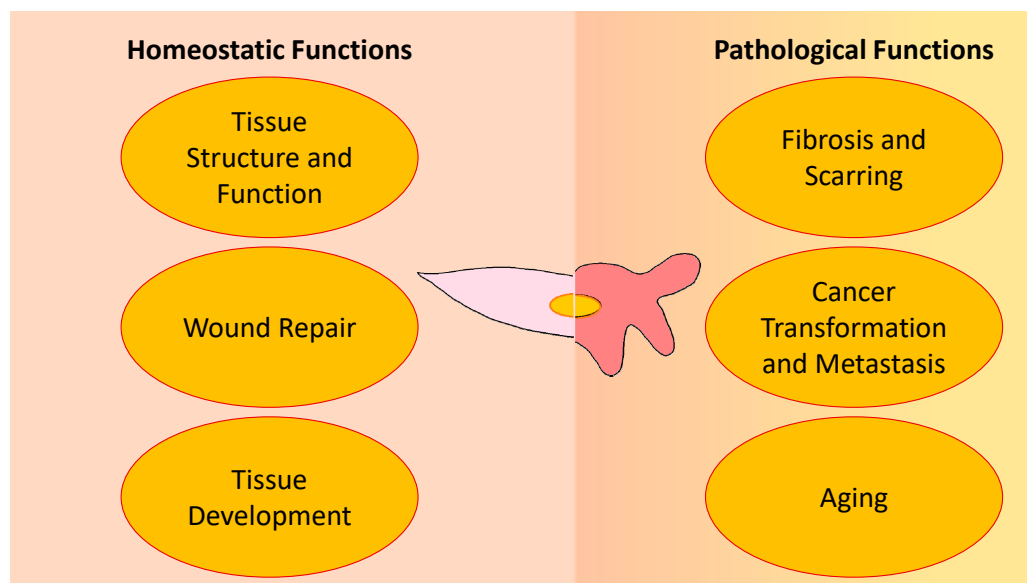 Homeostatic Functions
Tissue
Structure and
Function
Wound Repair
Tissue
Development
Pathological Functions
Fibrosis and
Scarring
Cancer
Transformation
and Metastasis
Aging